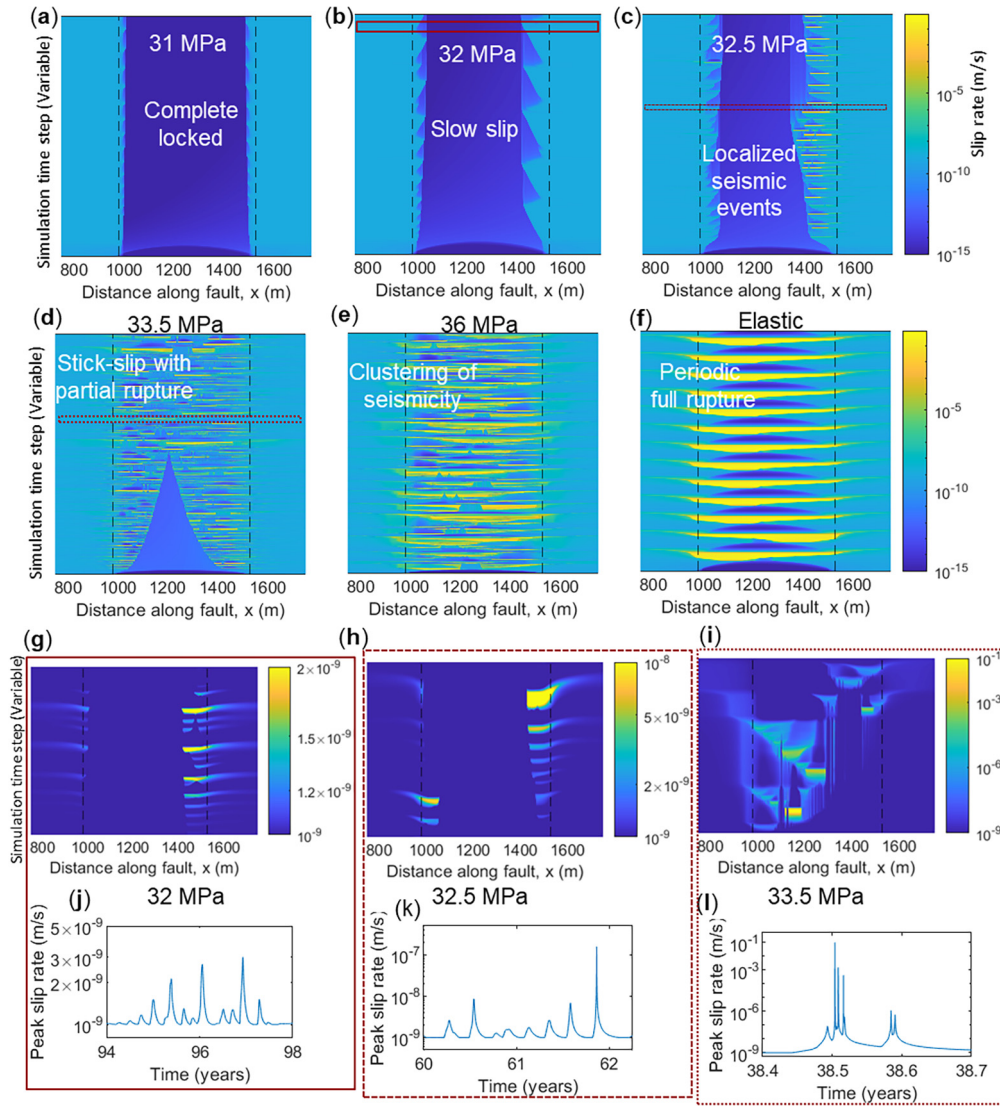 (a)
31 MPa
Complete
locked
Simulation time step (Variable)
800 1000 1200 1400 1600
Distance along fault, x (m)
(b)
32 MPa
Slow slip
800 1000 1200 1400 1600
Distance along fault, x (m)
(c)
32.5 MPa
Localized
seismic
events
800 1000 1200 1400 1600
Distance along fault, x (m)
Slip rate (m/s)
10^-5
10^-10
10^-15
(d)
33.5 MPa
Stick-slip with
partial rupture
Simulation time step (Variable)
800 1000 1200 1400 1600
Distance along fault, x (m)
(e)
36 MPa
Clustering of
seismicity
800 1000 1200 1400 1600
Distance along fault, x (m)
(f)
Elastic
Periodic
full rupture
800 1000 1200 1400 1600
Distance along fault, x (m)
10^-5
10^-10
10^-15
(g)
Simulation time step (Variable)
2×10^-9
1.5×10^-9
1.2×10^-9
10^-9
800 1000 1200 1400 1600
Distance along fault, x (m)
(h)
10^-8
5×10^-9
2×10^-9
10^-9
800 1000 1200 1400 1600
Distance along fault, x (m)
(i)
10^-1
10^-3
10^-6
10^-9
800 1000 1200 1400 1600
Distance along fault, x (m)
(j)
32 MPa
Peak slip rate (m/s)
5×10^-9
3×10^-9
2×10^-9
10^-9
94 96 98
Time (years)
(k)
32.5 MPa
Peak slip rate (m/s)
10^-7
10^-8
10^-9
60 61 62
Time (years)
(l)
33.5 MPa
Peak slip rate (m/s)
10^-1
10^-3
10^-6
10^-9
38.4 38.5 38.6 38.7
Time (years)